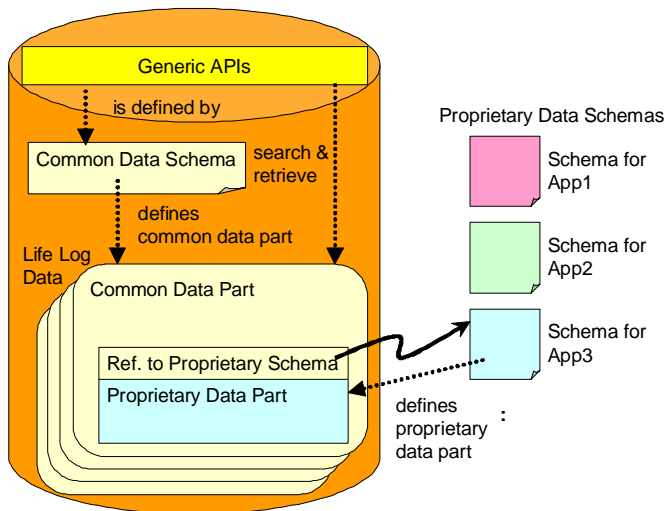 Generic APIs
is defined by
Common Data Schema
search &
retrieve
defines
common data part
Life Log
Data
Common Data Part
Ref. to Proprietary Schema
Proprietary Data Part
Proprietary Data Schemas
Schema for
App1
Schema for
App2
Schema for
App3
defines
proprietary
data part
: